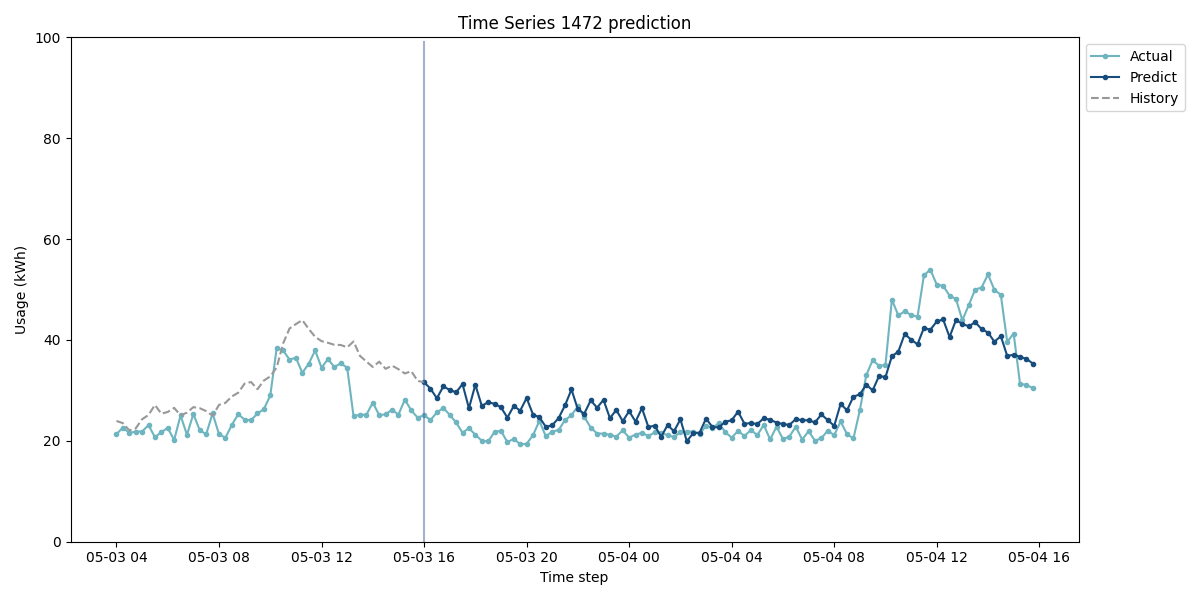 Time Series 1472 prediction
100
80
60
40
20
0
Usage (kWh)
05-03 04
05-03 08
05-03 12
05-03 16
05-03 20
05-04 00
05-04 04
05-04 08
05-04 12
05-04 16
Time step
Actual
Predict
History